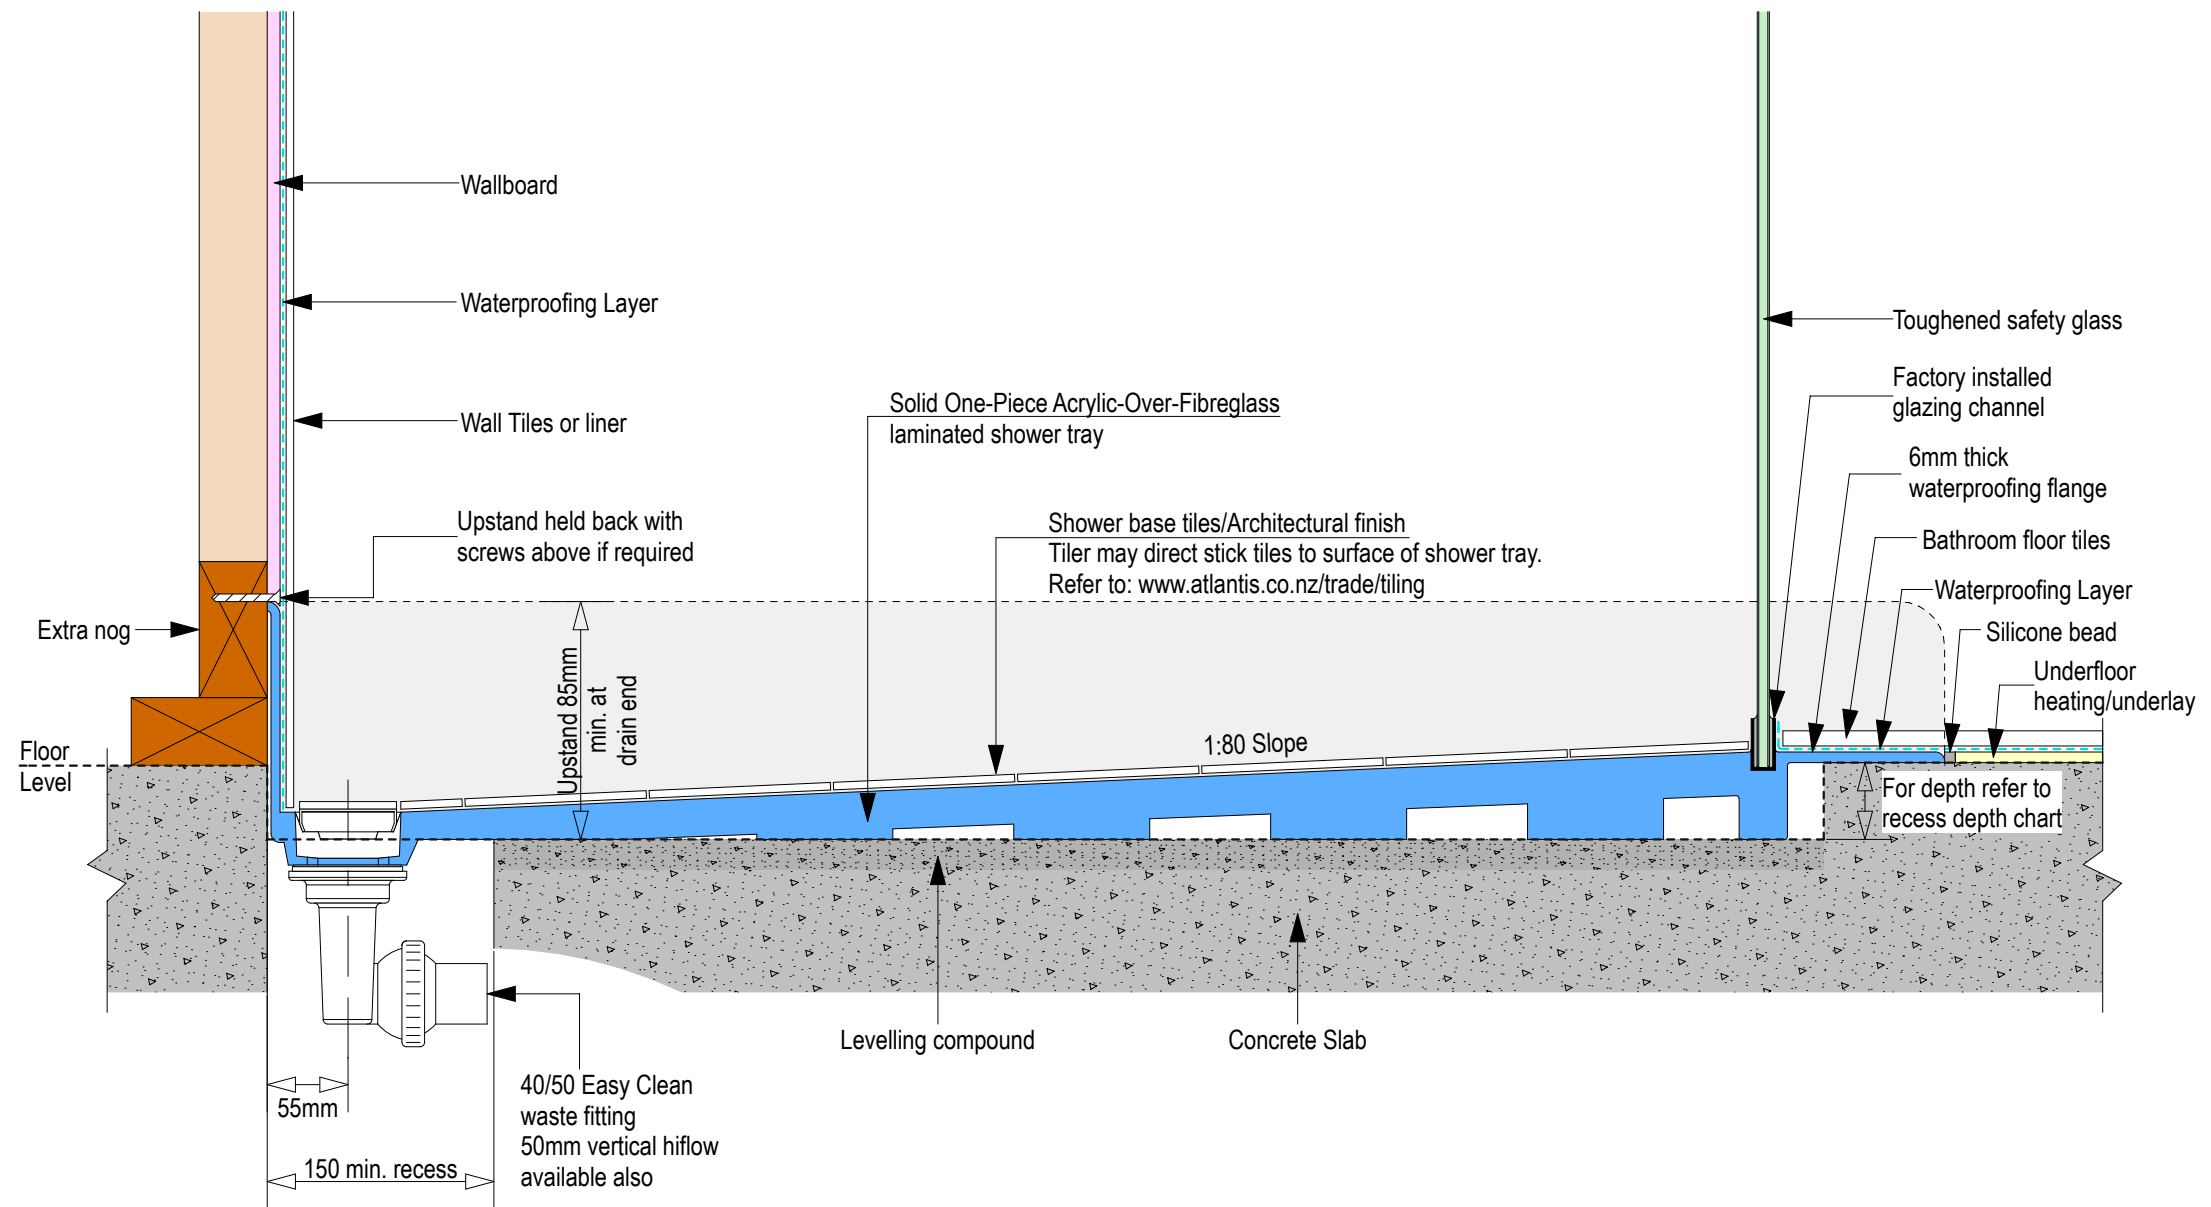 Wallboard
Waterproofing Layer
Wall Tiles or liner
Upstand held back with
screws above if required
Extra nog
Floor
Level
Solid One-Piece Acrylic-Over-Fibreglass
laminated shower tray
Shower base tiles/Architectural finish
Tiler may direct stick tiles to surface of shower tray.
Refer to: www.atlantis.co.nz/trade/tiling
Upstand 85mm
min. at
drain end
1:80 Slope
Toughened safety glass
Factory installed
glazing channel
6mm thick
waterproofing flange
Bathroom floor tiles
Waterproofing Layer
Silicone bead
Underfloor
heating/underlay
For depth refer to
recess depth chart
Levelling compound
Concrete Slab
40/50 Easy Clean
waste fitting
50mm vertical hiflow
available also
55mm
150 min. recess